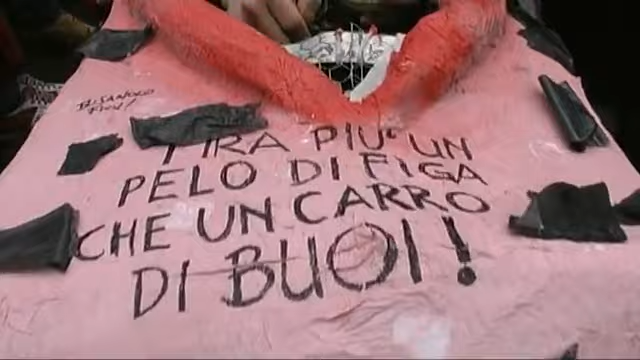 TIRA PIU' UN
PELO DI FIGA
CHE UN CARRO
DI BUOI!